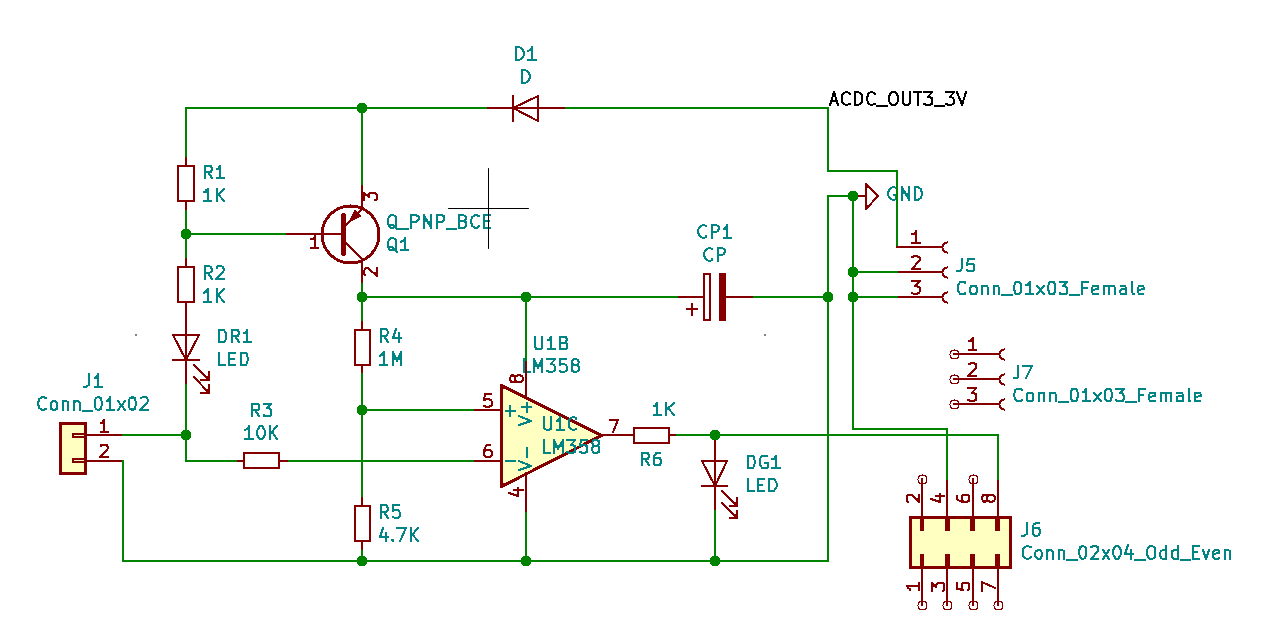 D1
D
ACDC_OUT3_3V
R1
1K
3
GND
Q_PNP_BCE
1
Q1
CP1
CP
1
2
J5
3
Conn_01x03_Female
R2
1K
2
+
U1B
LM358
8
DR1
LED
R4
1M
1
2
J7
3
Conn_01x03_Female
J1
Conn_01x02
1
2
R3
10K
5
6
+
-
V+
V-
U1C
LM358
4
7
1K
R6
DG1
LED
R5
4.7K
2
4
6
8
J6
Conn_02x04_Odd_Even
1
3
5
7